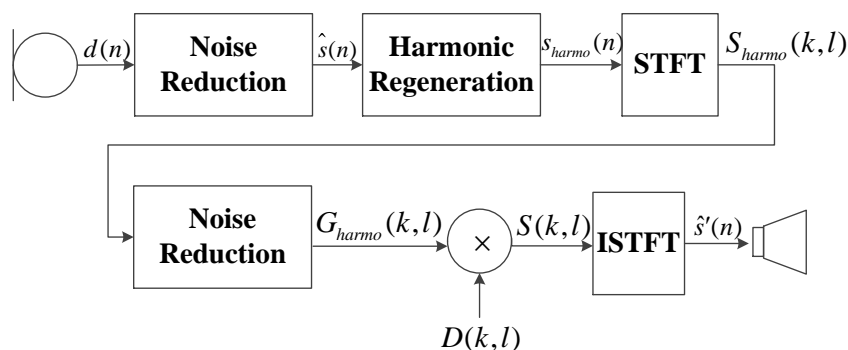 d(n)
Noise
Reduction
ŝ(n)
Harmonic
Regeneration
s_harmo(n)
STFT
S_harmo(k,l)
Noise
Reduction
G_harmo(k,l)
×
D(k,l)
S(k,l)
ISTFT
ŝ'(n)